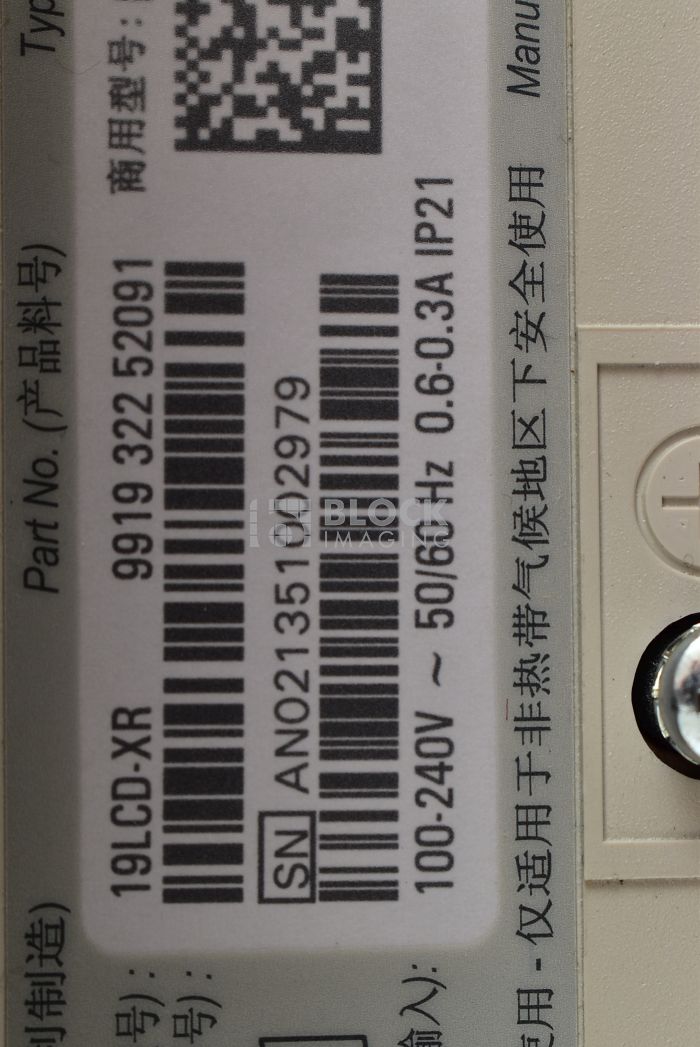 Part No. (产品料号)
商用型号:
19LCD-XR 9919 322 52091
SN AN021351002979
100-240V ~ 50/60 Hz 0.6-0.3A IP21
使用 - 仅适用于非热带气候地区下安全使用
制造)
号) :
号) :
输入):
BLOCK
IMAGING